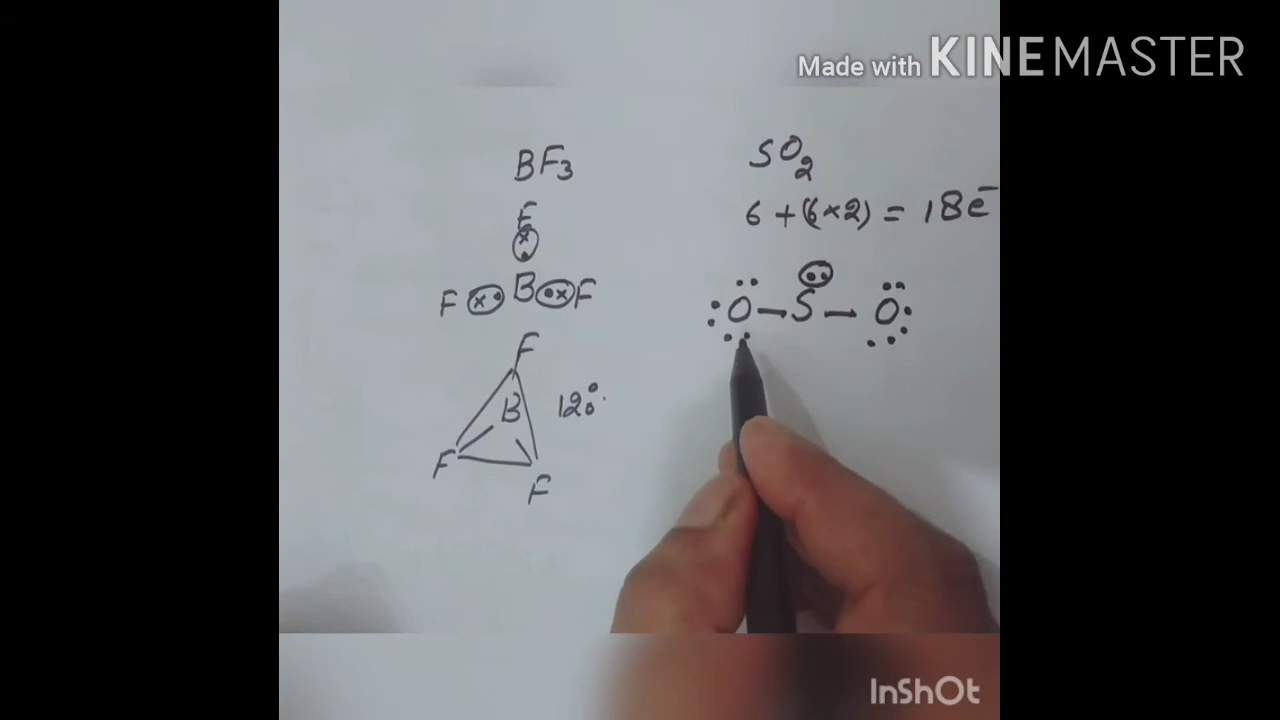 Made with KINEMASTER
BF3
F
F B F
F
B 120°
F
F
SO2
6 + (6×2) = 18e⁻
O – S – O
InShOt